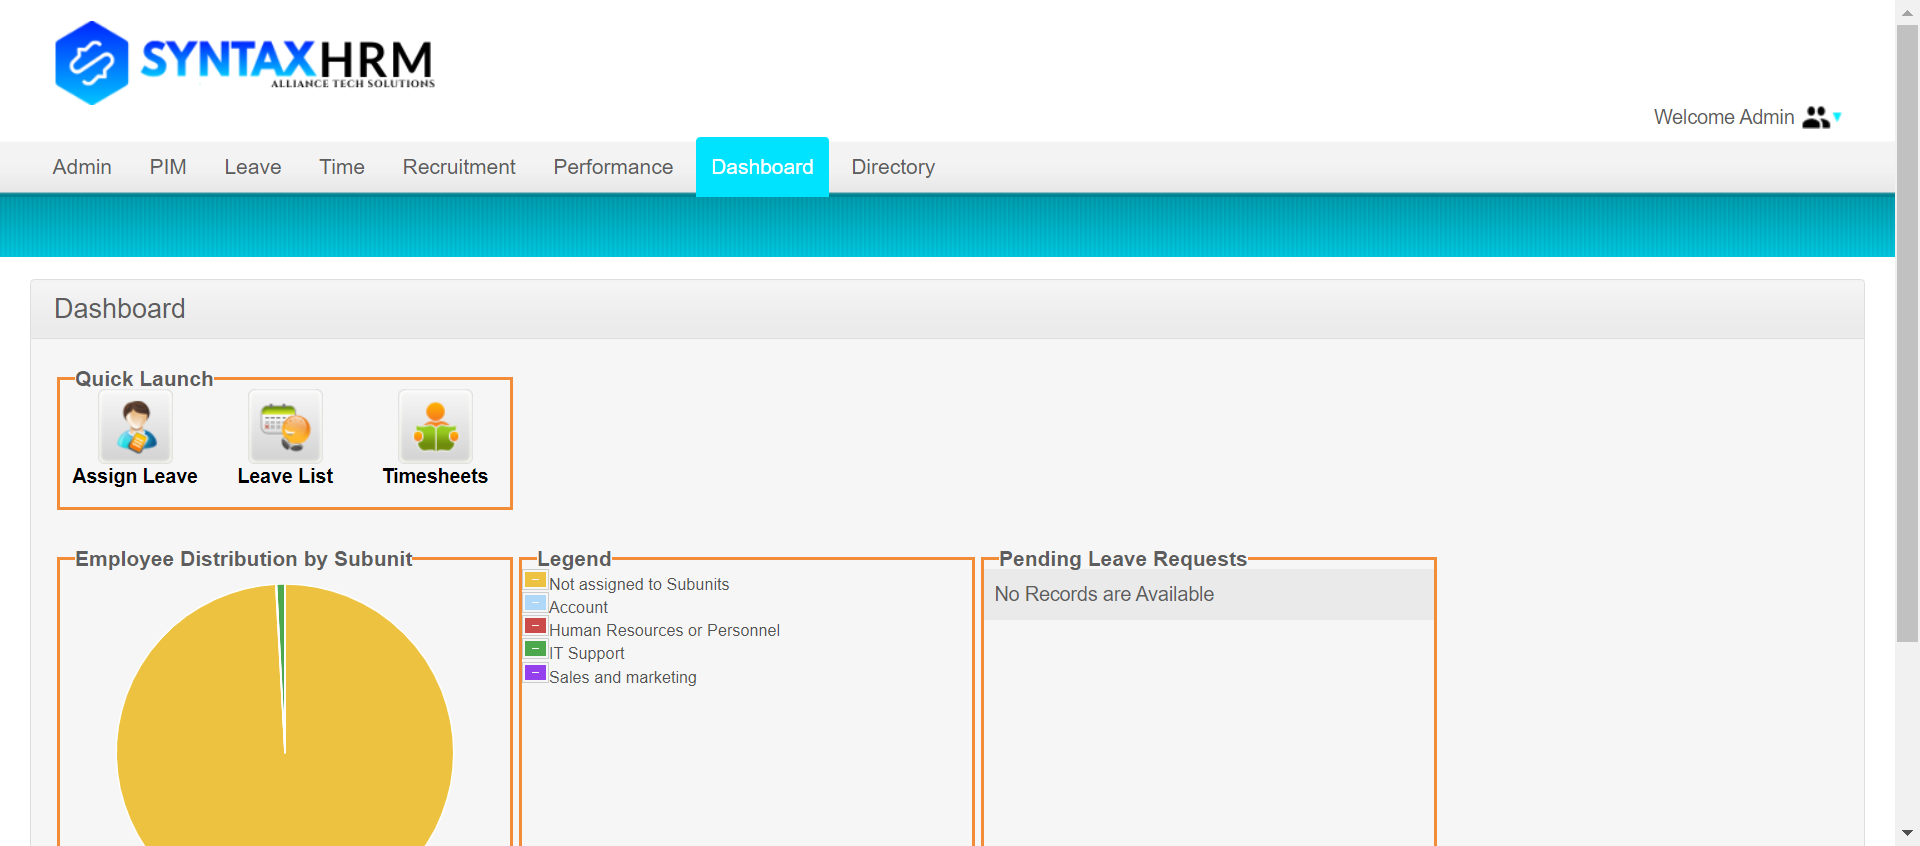 SYNTAXHRM
ALLIANCE TECH SOLUTIONS
Welcome Admin
Admin PIM Leave Time Recruitment Performance Dashboard Directory
Dashboard
Quick Launch
Assign Leave Leave List Timesheets
Employee Distribution by Subunit
Legend
Not assigned to Subunits
Account
Human Resources or Personnel
IT Support
Sales and marketing
Pending Leave Requests
No Records are Available